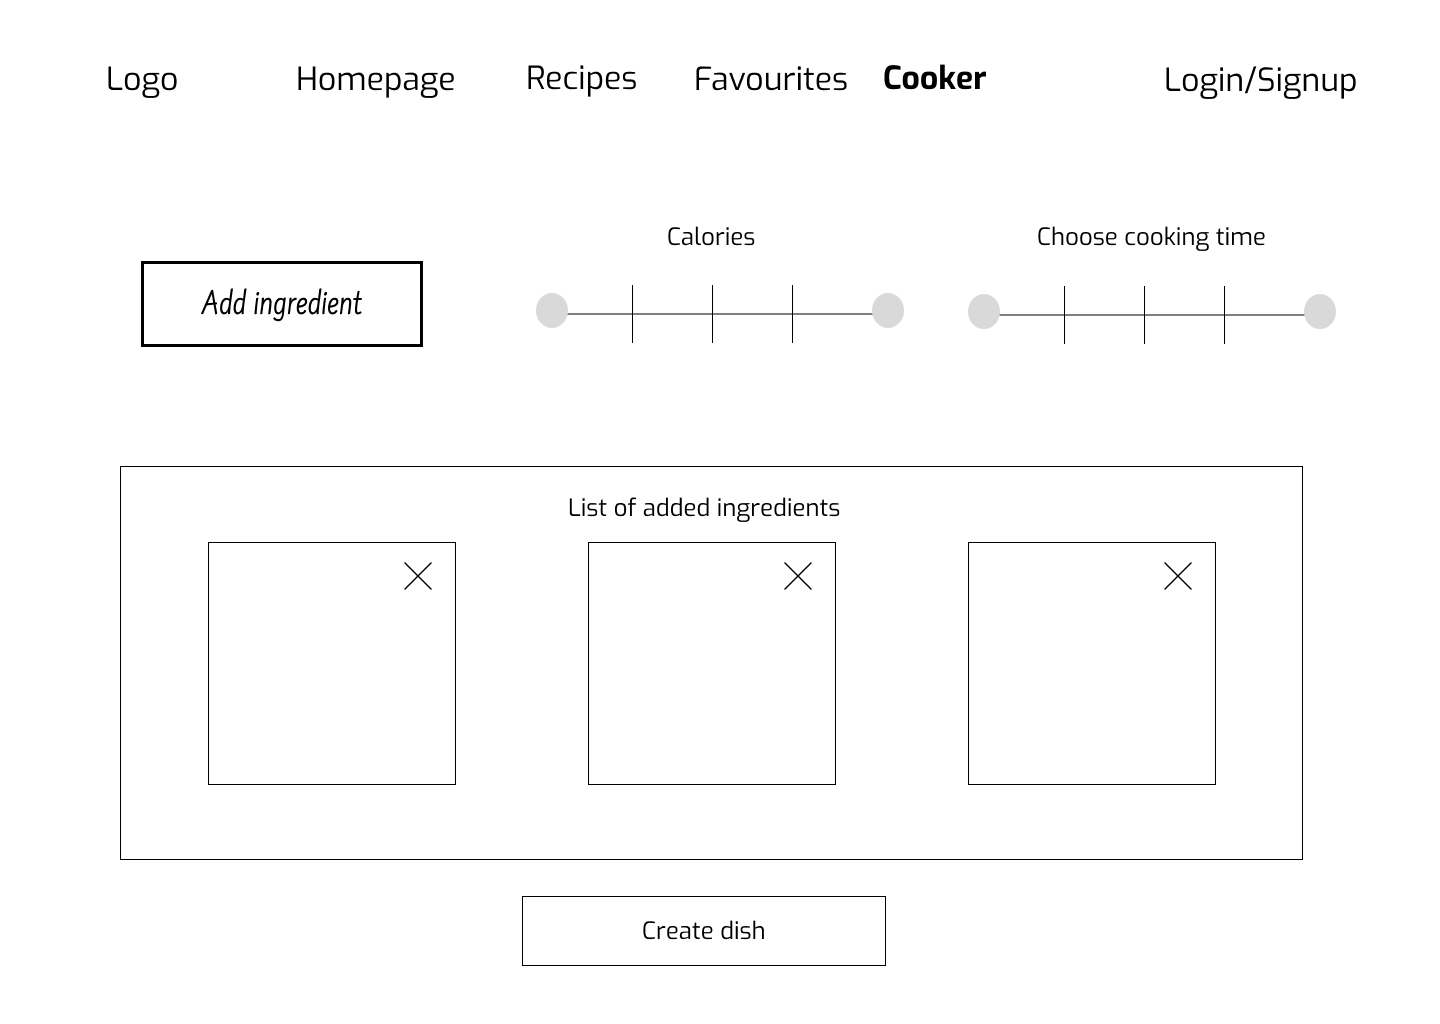 Logo
Homepage
Recipes
Favourites
Cooker
Login/Signup
Calories
Choose cooking time
Add ingredient
List of added ingredients
Create dish